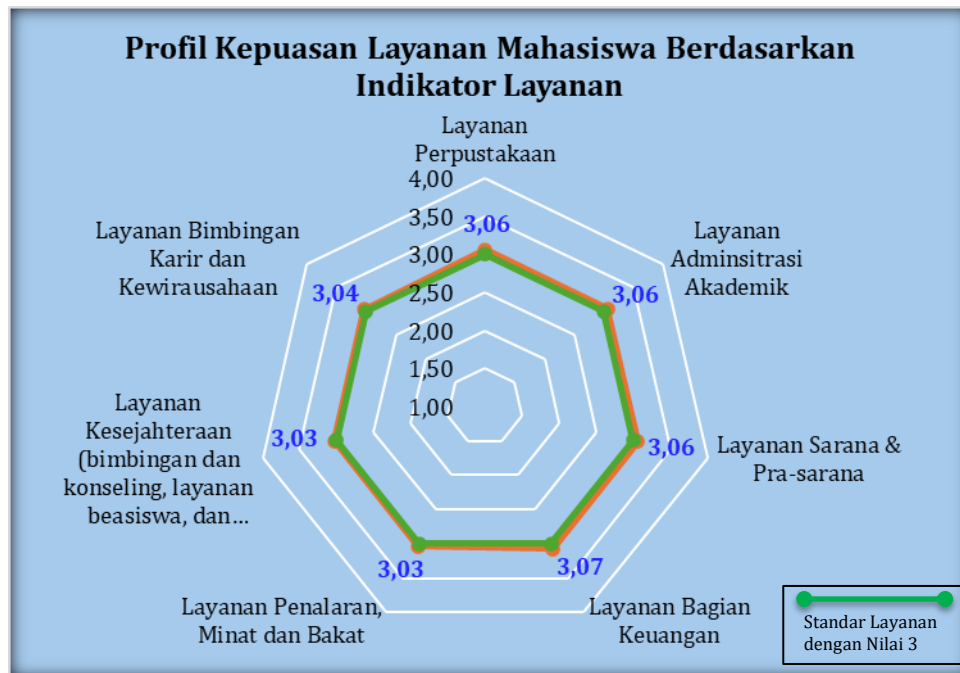 Profil Kepuasan Layanan Mahasiswa Berdasarkan
Indikator Layanan
Layanan
Perpustakaan
4,00
3,50
3,00
2,50
2,00
1,50
1,00
3,06
Layanan
Adminsitrasi
Akademik
3,06
Layanan Sarana &
Pra-sarana
3,06
Layanan Bagian
Keuangan
3,07
Layanan Penalaran,
Minat dan Bakat
3,03
Layanan
Kesejahteraan
(bimbingan dan
konseling, layanan
beasiswa, dan…
3,03
Layanan Bimbingan
Karir dan
Kewirausahaan
3,04
Standar Layanan
dengan Nilai 3